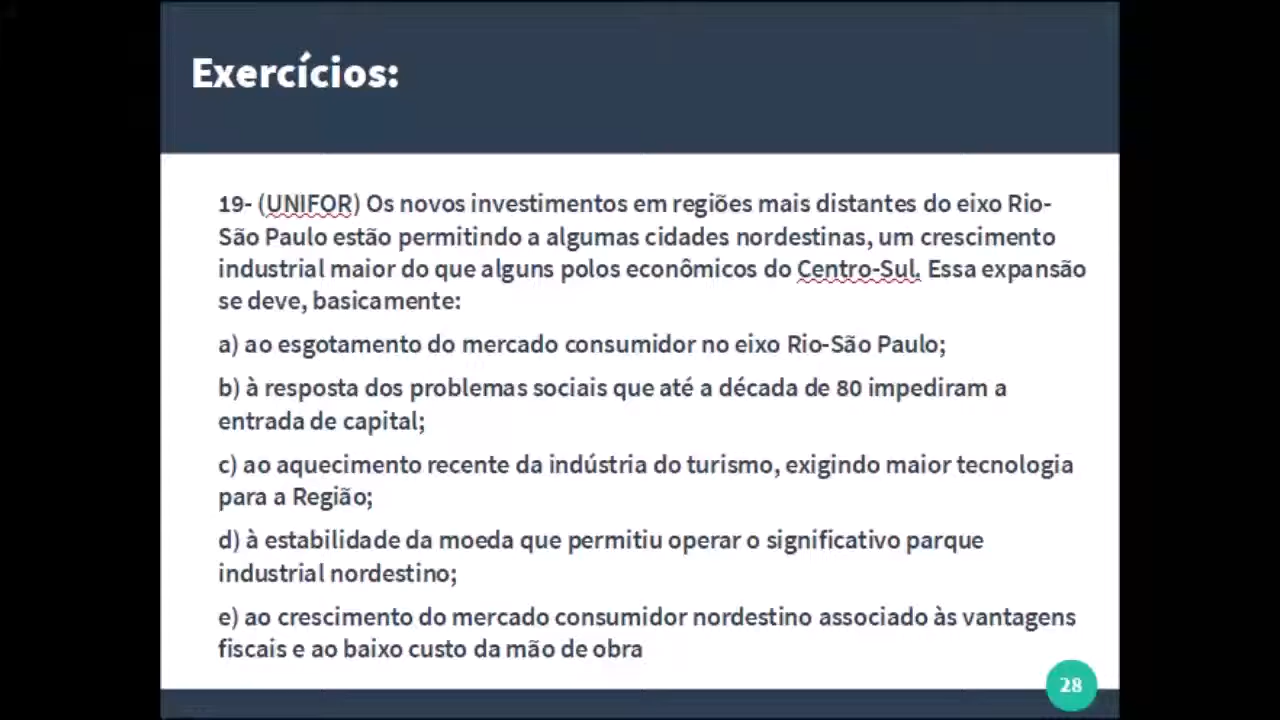 Exercícios:
19- (UNIFOR) Os novos investimentos em regiões mais distantes do eixo Rio-
São Paulo estão permitindo a algumas cidades nordestinas, um crescimento
industrial maior do que alguns polos econômicos do Centro-Sul. Essa expansão
se deve, basicamente:
a) ao esgotamento do mercado consumidor no eixo Rio-São Paulo;
b) à resposta dos problemas sociais que até a década de 80 impediram a
entrada de capital;
c) ao aquecimento recente da indústria do turismo, exigindo maior tecnologia
para a Região;
d) à estabilidade da moeda que permitiu operar o significativo parque
industrial nordestino;
e) ao crescimento do mercado consumidor nordestino associado às vantagens
fiscais e ao baixo custo da mão de obra
28